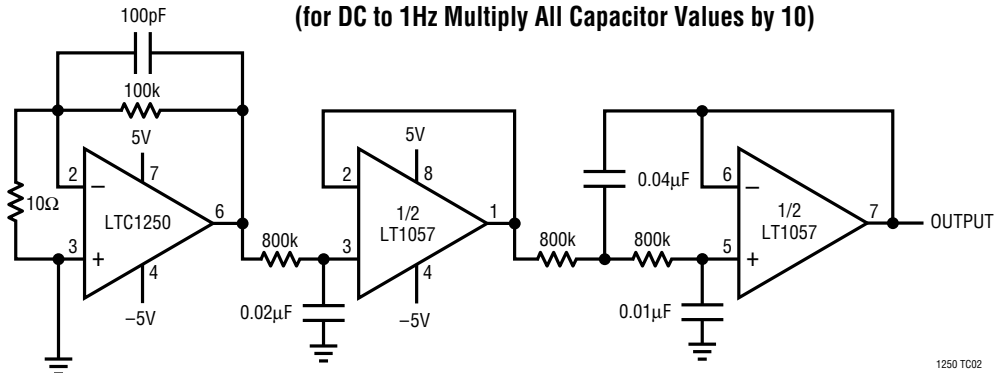 (for DC to 1Hz Multiply All Capacitor Values by 10)
100pF
100k
5V
7
2
–
10Ω
LTC1250
6
3
+
4
–5V
800k
0.02µF
5V
8
2
–
1/2
LT1057
1
3
+
4
–5V
800k
800k
0.04µF
0.01µF
6
–
1/2
LT1057
7
OUTPUT
5
+
1250 TC02